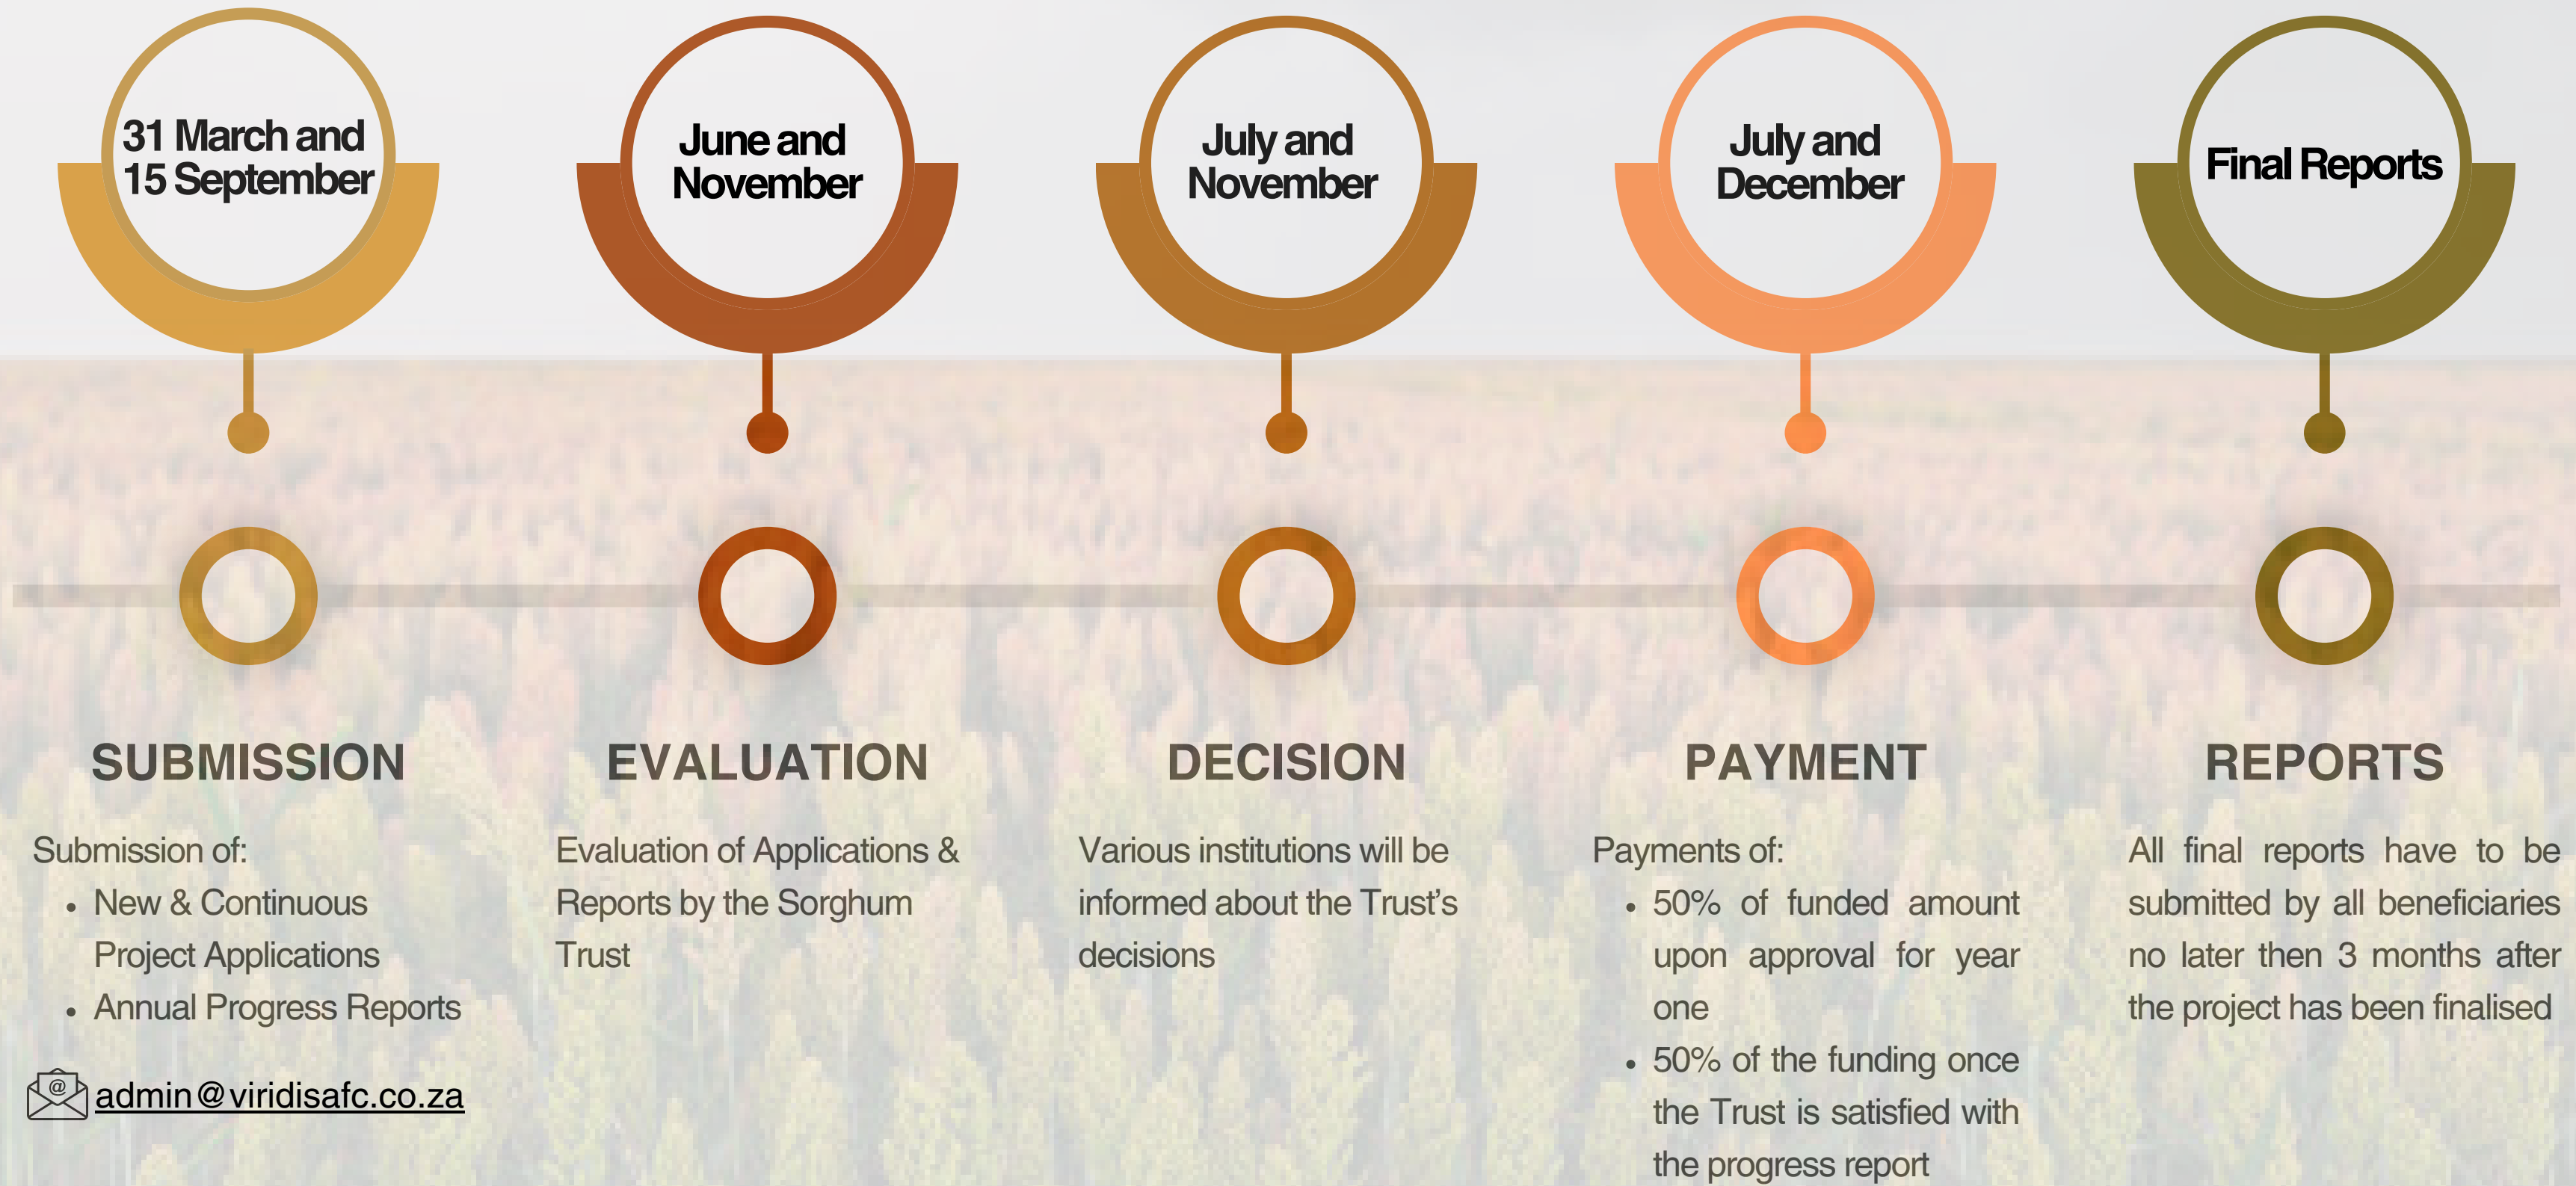 31 March and
15 September
June and
November
July and
November
July and
December
Final Reports
SUBMISSION
Submission of:
• New & Continuous
Project Applications
• Annual Progress Reports
@
admin@viridisafc.co.za
EVALUATION
Evaluation of Applications &
Reports by the Sorghum
Trust
DECISION
Various institutions will be
informed about the Trust's
decisions
PAYMENT
Payments of:
• 50% of funded amount
upon approval for year
one
• 50% of the funding once
the Trust is satisfied with
the progress report
REPORTS
All final reports have to be
submitted by all beneficiaries
no later then 3 months after
the project has been finalised